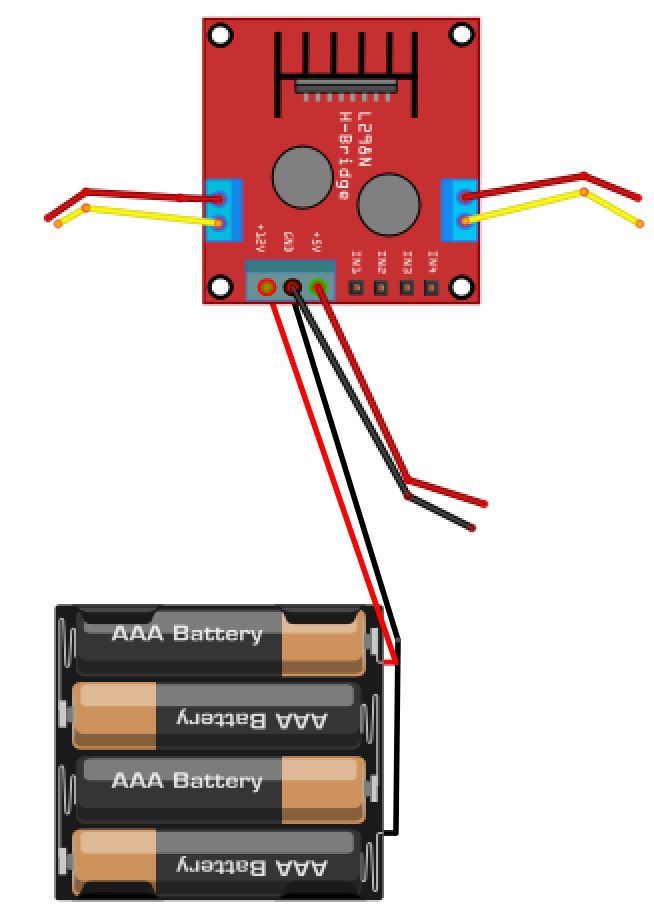 L298N
H-Bridge
+12V
GND
+5V
IN1
IN2
IN3
IN4
AAA Battery
AAA Battery
AAA Battery
AAA Battery